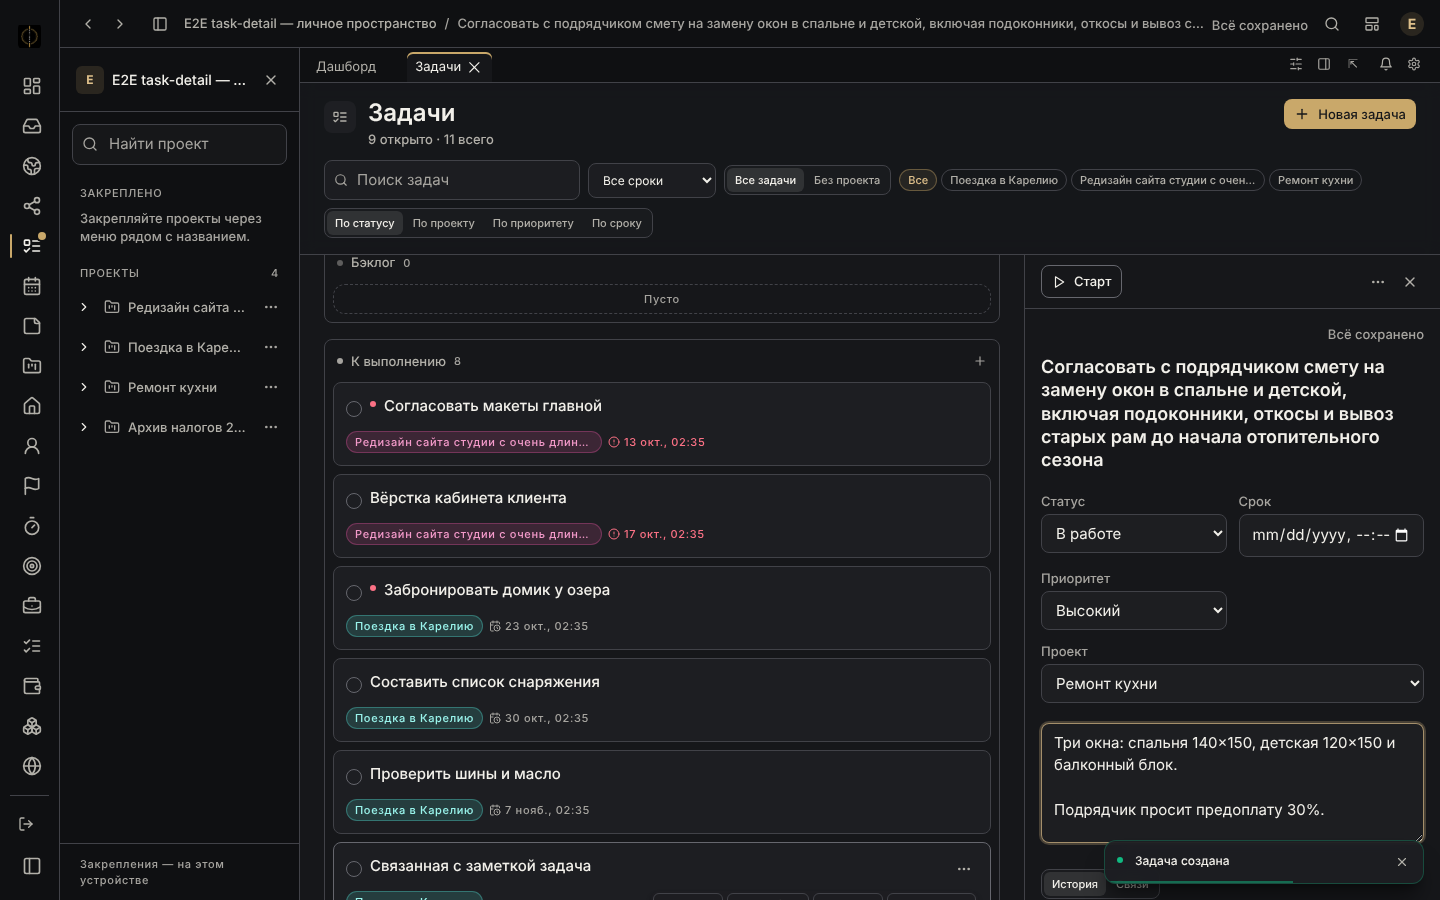 E2E task-detail — личное пространство / Согласовать с подрядчиком смету на замену окон в спальне и детской, включая подоконники, откосы и вывоз с...
Всё сохранено
E
E
E2E task-detail — ...
Найти проект
ЗАКРЕПЛЕНО
Закрепляйте проекты через
меню рядом с названием.
ПРОЕКТЫ 4
Редизайн сайта ...
Поездка в Каре...
Ремонт кухни
Архив налогов 2...
Закрепления — на этом
устройстве
Дашборд
Задачи
Задачи
9 открыто · 11 всего
Новая задача
Поиск задач
Все сроки
Все задачи
Без проекта
Все
Поездка в Карелию
Редизайн сайта студии с очен...
Ремонт кухни
По статусу
По проекту
По приоритету
По сроку
Бэклог 0
Пусто
К выполнению 8
Согласовать макеты главной
Редизайн сайта студии с очень длин...
13 окт., 02:35
Вёрстка кабинета клиента
Редизайн сайта студии с очень длин...
17 окт., 02:35
Забронировать домик у озера
Поездка в Карелию
23 окт., 02:35
Составить список снаряжения
Поездка в Карелию
30 окт., 02:35
Проверить шины и масло
Поездка в Карелию
7 нояб., 02:35
Связанная с заметкой задача
Старт
Всё сохранено
Согласовать с подрядчиком смету на
замену окон в спальне и детской,
включая подоконники, откосы и вывоз
старых рам до начала отопительного
сезона
Статус
Срок
В работе
mm/dd/yyyy, --:--
Приоритет
Высокий
Проект
Ремонт кухни
Три окна: спальня 140×150, детская 120×150 и
балконный блок.
Подрядчик просит предоплату 30%.
Задача создана
История
Связи